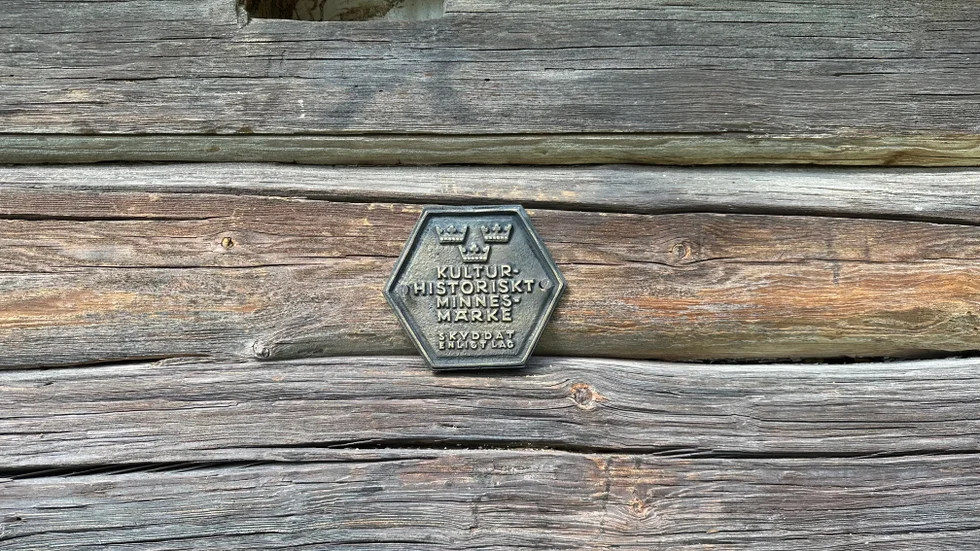 KULTUR-
HISTORISKT
MINNES-
MÄRKE
SKYDDAT
ENLIGT LAG